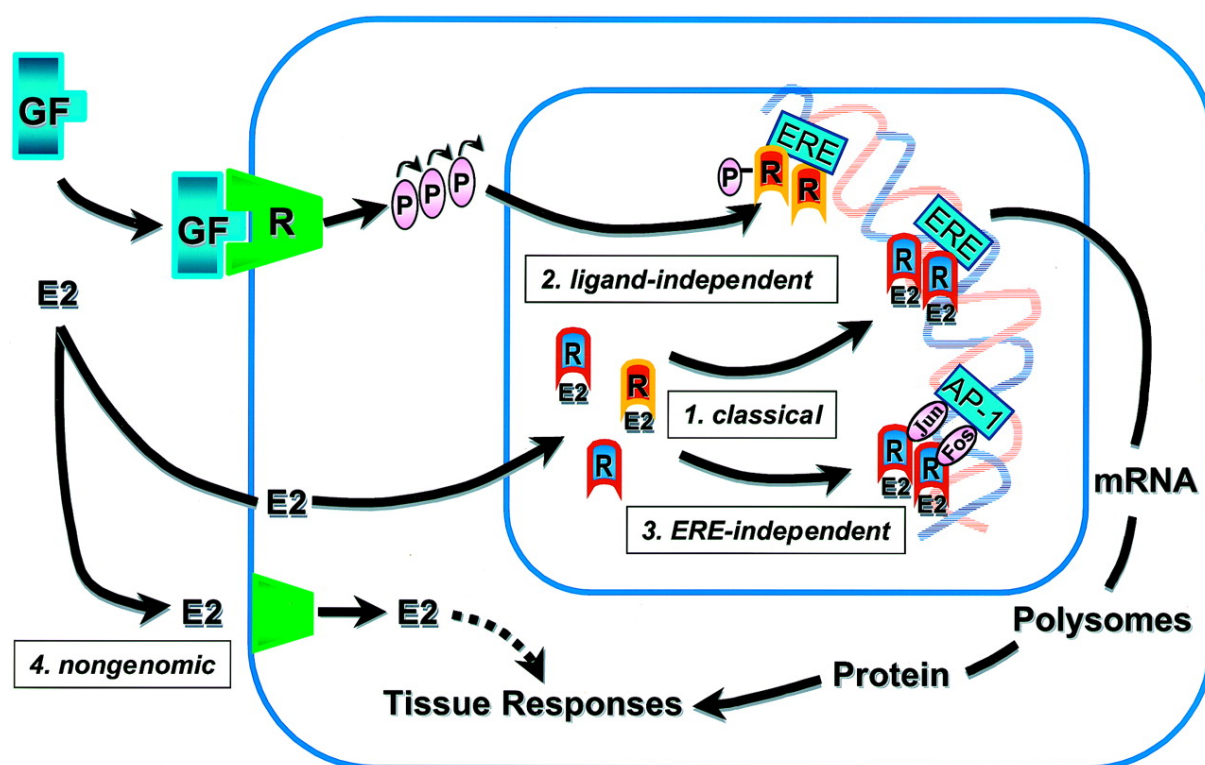 GF
GF
R
P
P
P
P
R
R
ERE
ERE
R
R
E2
E2
2. ligand-independent
E2
R
E2
R
E2
R
1. classical
AP-1
Jun
Fos
R
R
E2
E2
3. ERE-independent
E2
mRNA
E2
E2
4. nongenomic
Polysomes
Protein
Tissue Responses